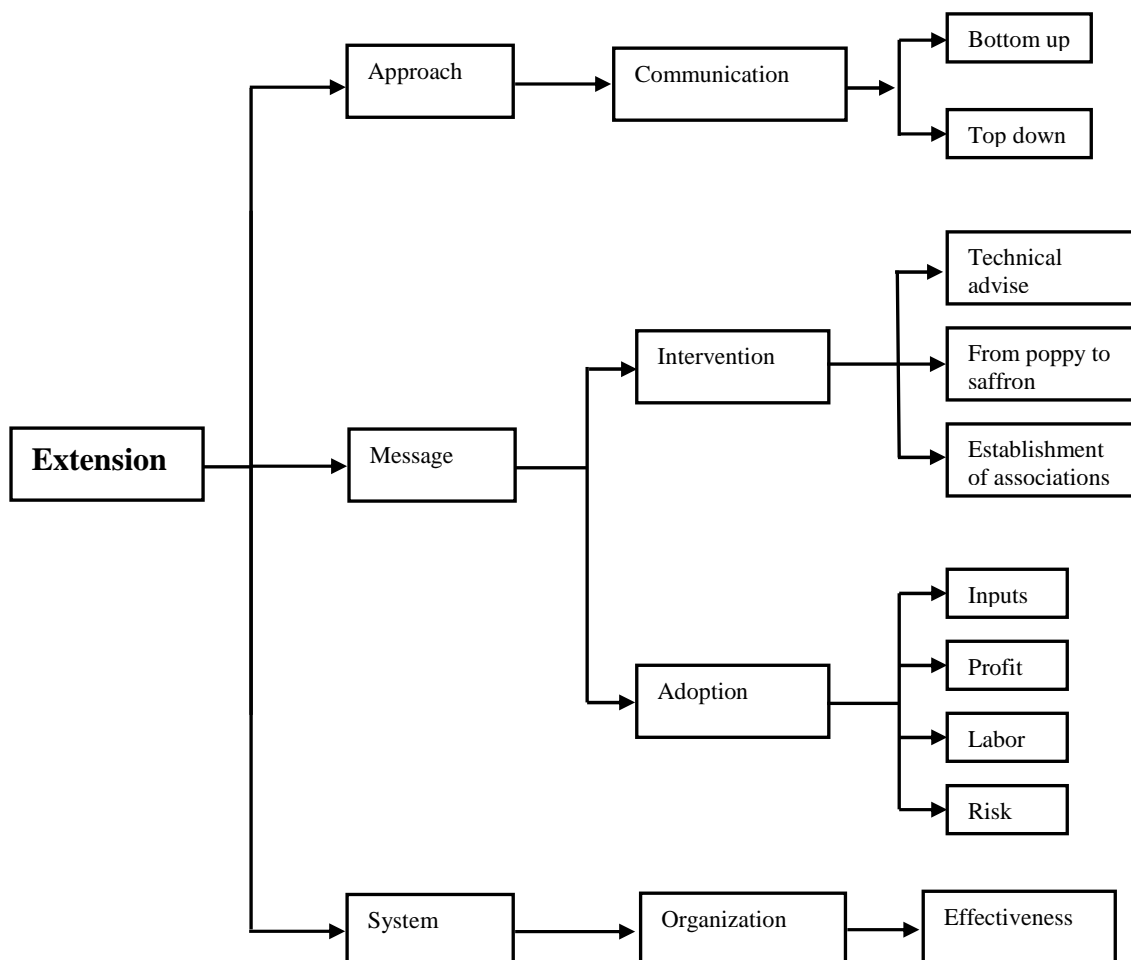 Bottom up
Approach
Communication
Top down
Technical
advise
Intervention
From poppy to
saffron
Extension
Message
Establishment
of associations
Inputs
Profit
Adoption
Labor
Risk
System
Organization
Effectiveness